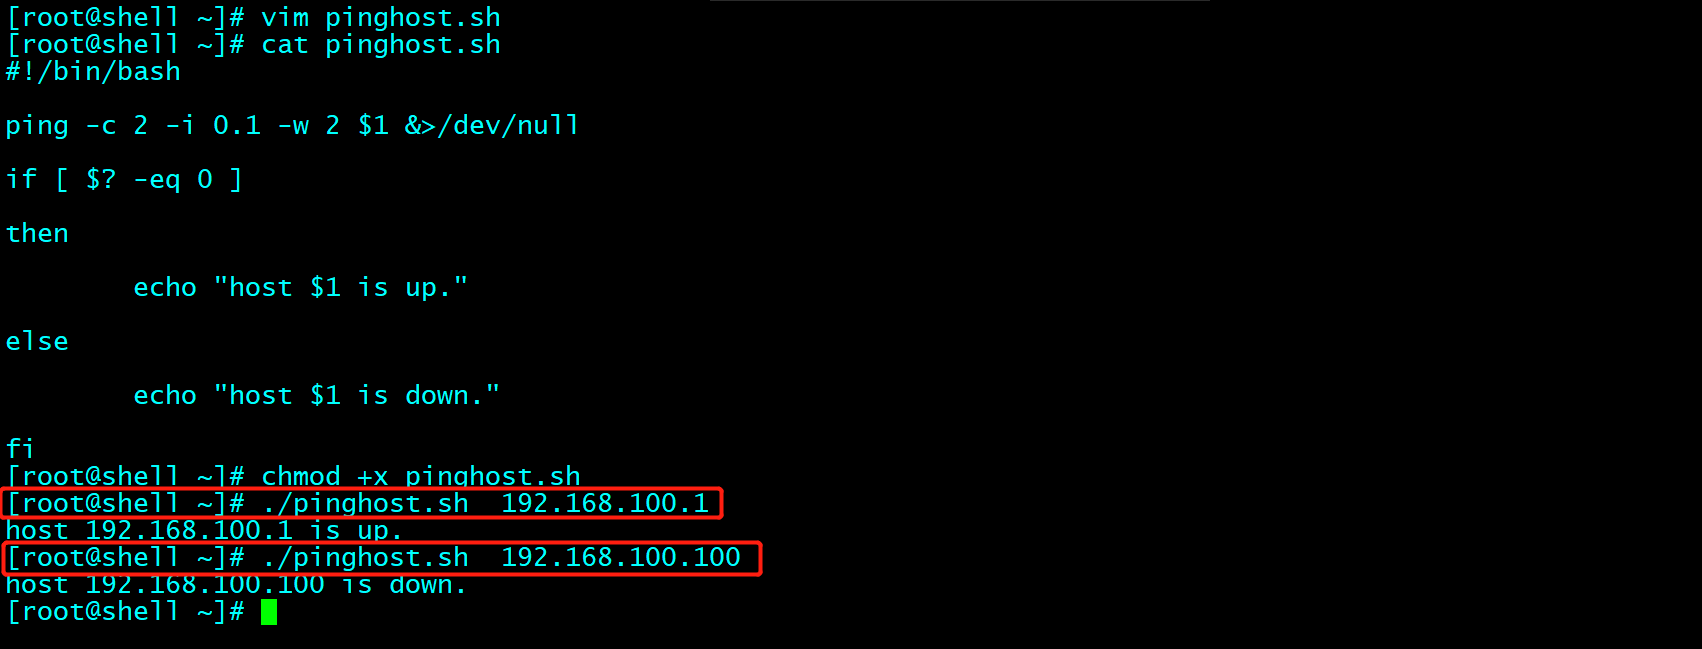 [root@shell ~]# vim pinghost.sh
[root@shell ~]# cat pinghost.sh
#!/bin/bash
ping -c 2 -i 0.1 -w 2 $1 &>/dev/null
if [ $? -eq 0 ]
then
        echo "host $1 is up."
else
        echo "host $1 is down."
fi
[root@shell ~]# chmod +x pinghost.sh
[root@shell ~]# ./pinghost.sh  192.168.100.1
host 192.168.100.1 is up.
[root@shell ~]# ./pinghost.sh  192.168.100.100
host 192.168.100.100 is down.
[root@shell ~]#